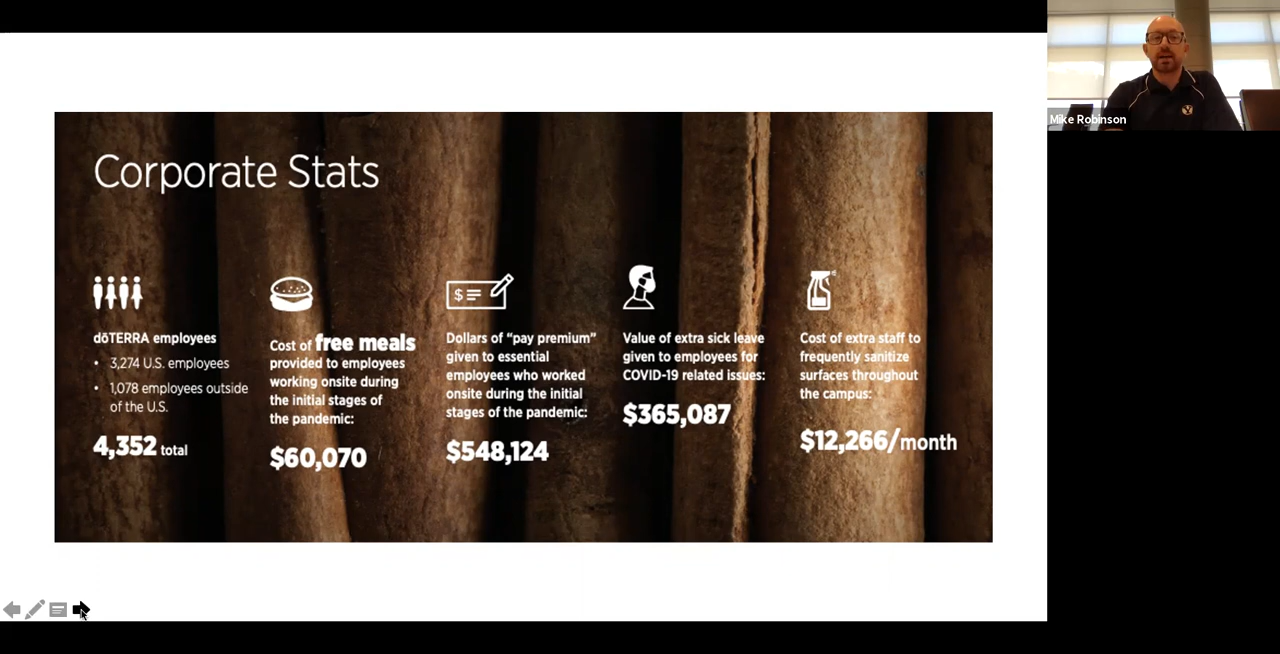 Mike Robinson
Corporate Stats
dōTERRA employees
• 3,274 U.S. employees
• 1,078 employees outside
of the U.S.
4,352 total
Cost of free meals
provided to employees
working onsite during
the initial stages of
the pandemic:
$60,070
$
Dollars of “pay premium”
given to essential
employees who worked
onsite during the initial
stages of the pandemic:
$548,124
Value of extra sick leave
given to employees for
COVID-19 related issues:
$365,087
Cost of extra staff to
frequently sanitize
surfaces throughout
the campus:
$12,266/month